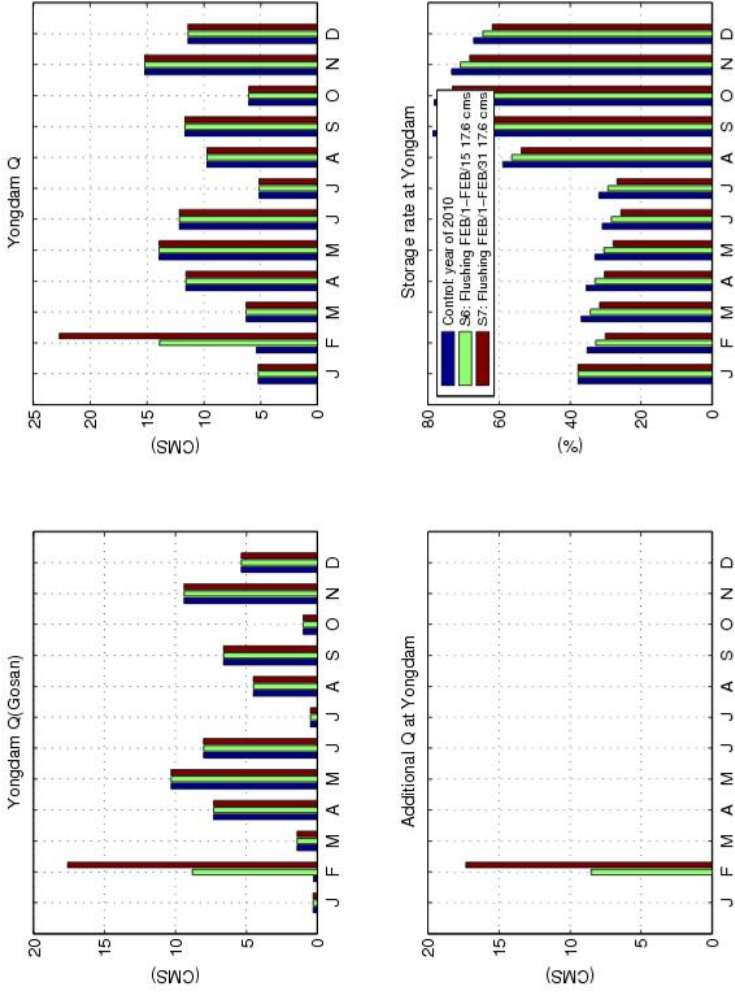 Yongdam Q(Gosan)
20
15
10
5
0
(CMS)
J F M A M J J A S O N D
Yongdam Q
25
20
15
10
5
0
(CMS)
J F M A M J J A S O N D
Additional Q at Yongdam
20
15
10
5
0
(CMS)
J F M A M J J A S O N D
Storage rate at Yongdam
80
60
40
20
0
(%)
J F M A M J J A S O N D
Control: year of 2010
S6: Flushing FEB/1-FEB/15 17.6 cms
S7: Flushing FEB/1-FEB/31 17.6 cms